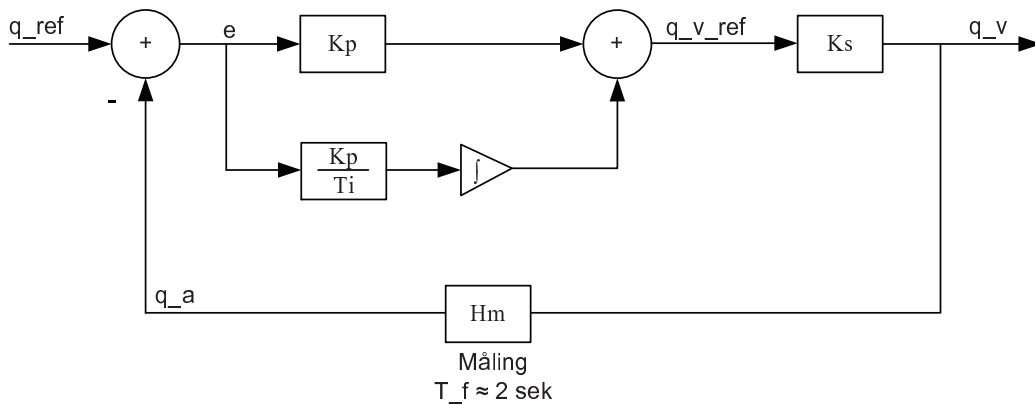 q_ref
+
-
e
Kp
+
q_v_ref
Ks
q_v
Kp
Ti
∫
q_a
Hm
Måling
T_f ≈ 2 sek